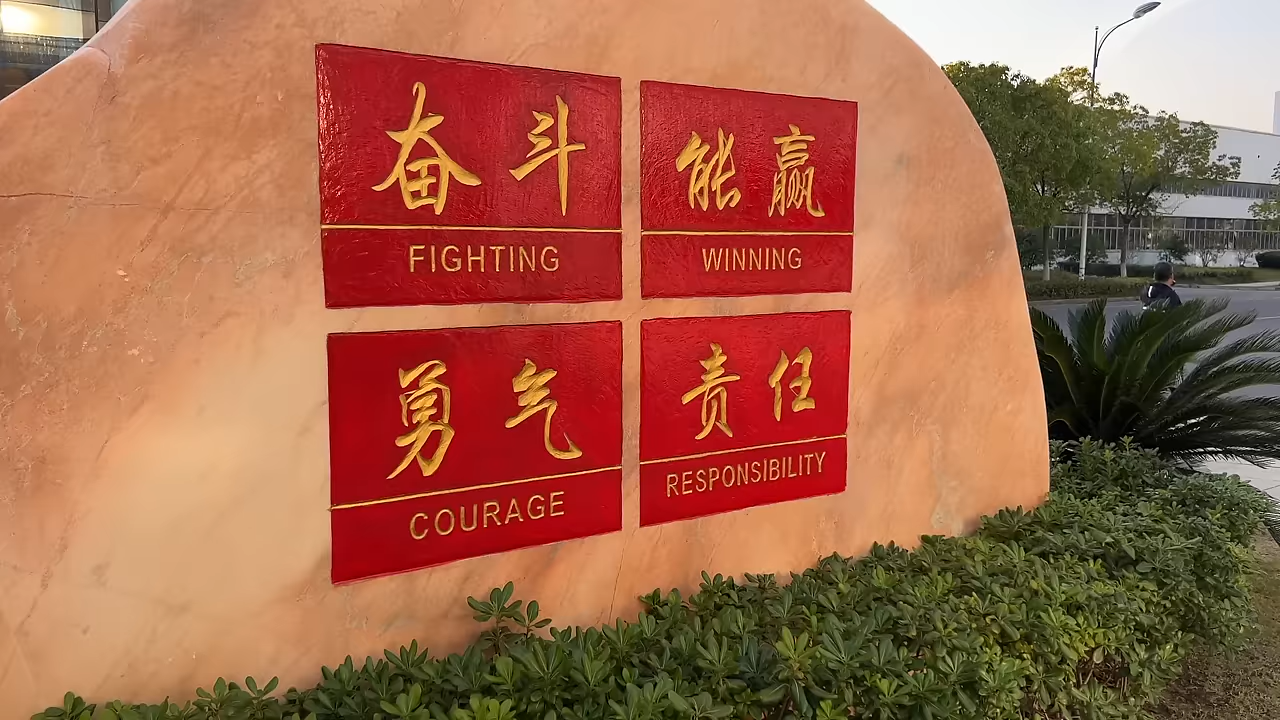 奋斗
FIGHTING
能赢
WINNING
勇气
COURAGE
责任
RESPONSIBILITY